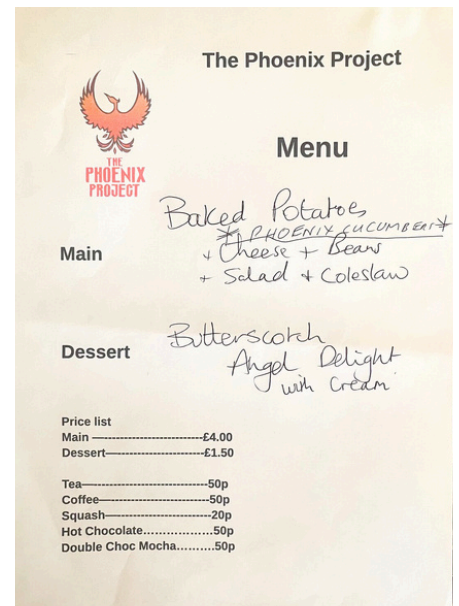 The Phoenix Project
THE
PHOENIX
PROJECT
Menu
Main
Baked Potatoes
* PHOENIX CUCUMBER *
+ Cheese + Beans
+ Salad + Coleslaw
Dessert
Butterscotch
Angel Delight
with Cream
Price list
Main —---------------------------£4.00
Dessert—------------------------£1.50
Tea—-------------------------------50p
Coffee—---------------------------50p
Squash—--------------------------20p
Hot Chocolate………………50p
Double Choc Mocha……….50p